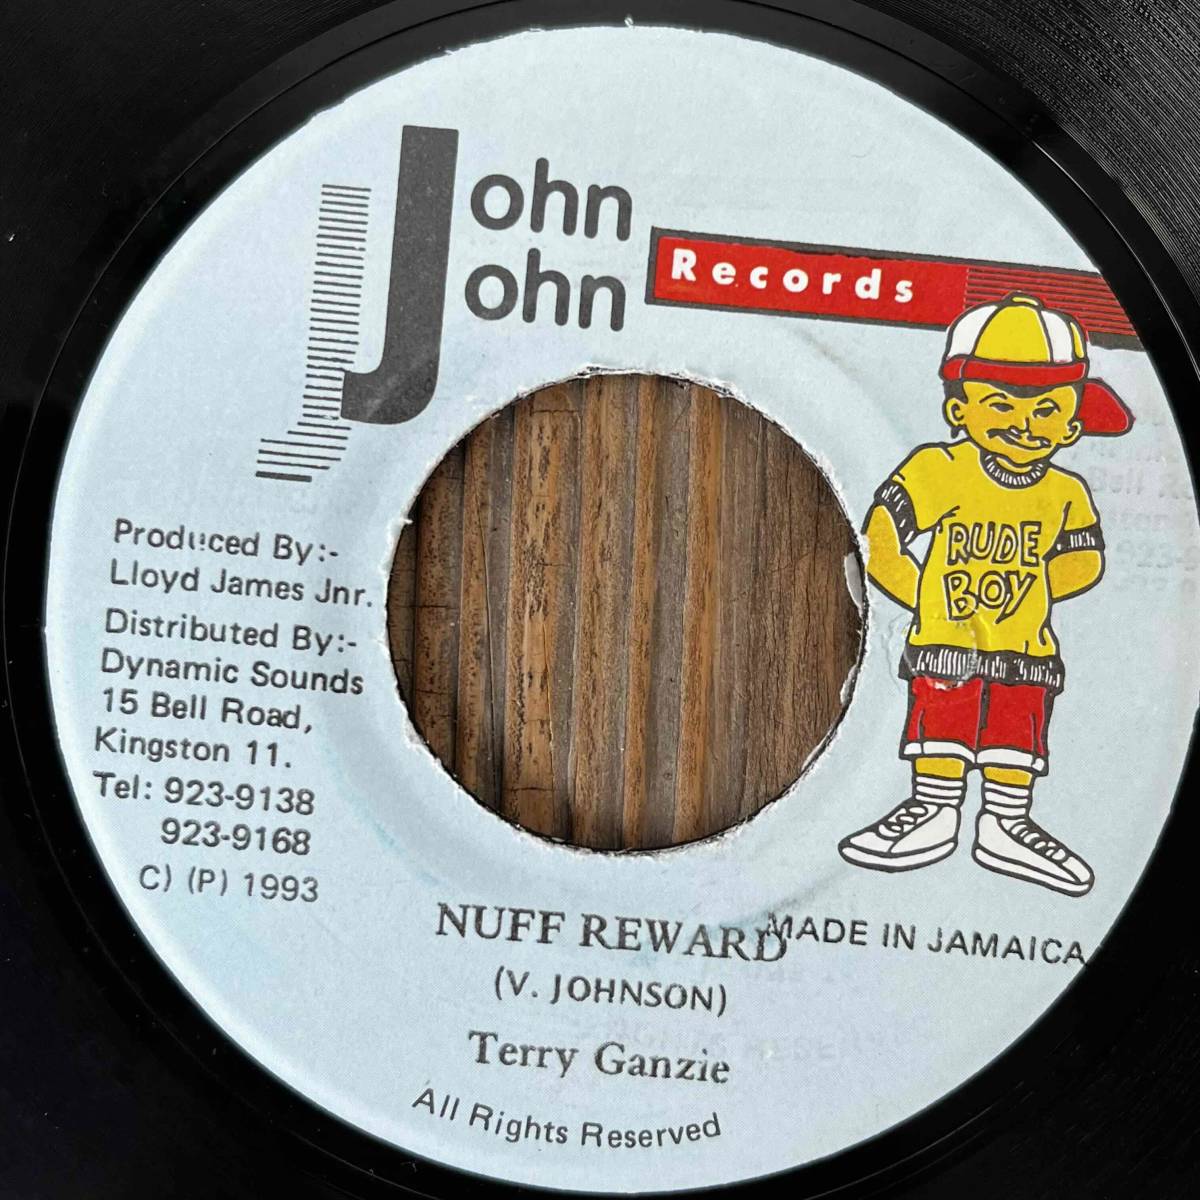 John
John
Records
RUDE
BOY
Produced By:-
Lloyd James Jnr.
Distributed By:-
Dynamic Sounds
15 Bell Road,
Kingston 11.
Tel: 923-9138
923-9168
C) (P) 1993
NUFF REWARD
MADE IN JAMAICA
(V. JOHNSON)
Terry Ganzie
All Rights Reserved